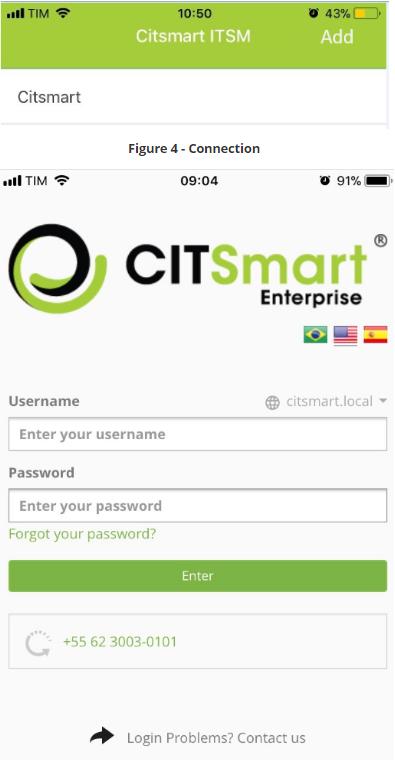 TIM 10:50 43%
Citsmart ITSM Add
Citsmart
Figure 4 - Connection
TIM 09:04 91%
CITSmart ®
Enterprise
Username citsmart.local
Enter your username
Password
Enter your password
Forgot your password?
Enter
+55 62 3003-0101
Login Problems? Contact us